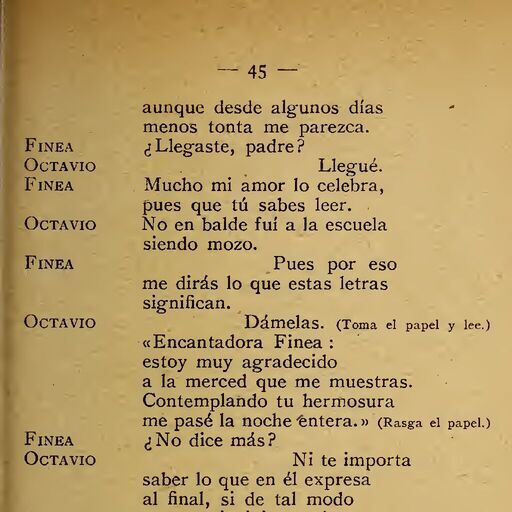 — 45 —
aunque desde algunos días
menos tonta me parezca.
FINEA ¿Llegaste, padre?
OCTAVIO Llegué.
FINEA Mucho mi amor lo celebra,
pues que tú sabes leer.
OCTAVIO No en balde fuí a la escuela
siendo mozo.
FINEA Pues por eso
me dirás lo que estas letras
significan.
OCTAVIO Dámelas. (Toma el papel y lee.)
«Encantadora Finea:
estoy muy agradecido
a la merced que me muestras.
Contemplando tu hermosura
me pasé la noche entera.» (Rasga el papel.)
FINEA ¿No dice más?
OCTAVIO Ni te importa
saber lo que en él expresa
al final, si de tal modo